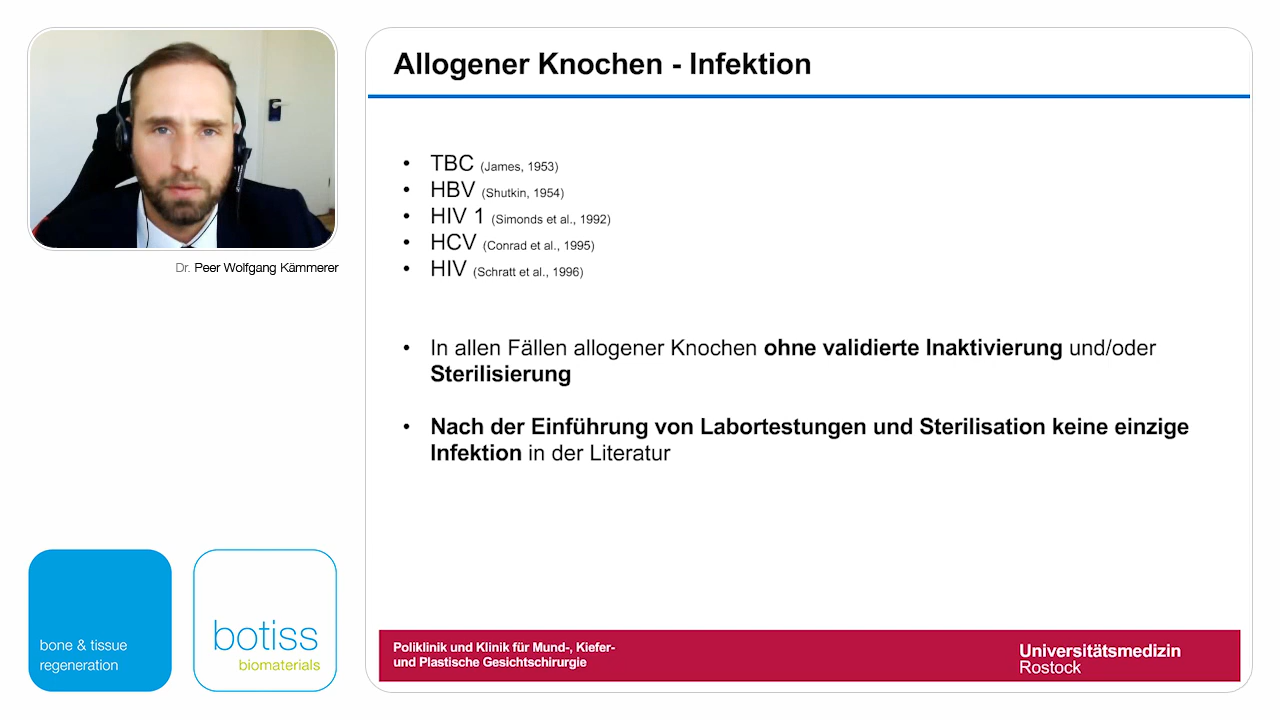 Allogener Knochen - Infektion
• TBC (James, 1953)
• HBV (Shutkin, 1954)
• HIV 1 (Simonds et al., 1992)
• HCV (Conrad et al., 1995)
• HIV (Schratt et al., 1996)
• In allen Fällen allogener Knochen ohne validierte Inaktivierung und/oder
Sterilisierung
• Nach der Einführung von Labortestungen und Sterilisation keine einzige
Infektion in der Literatur
Dr. Peer Wolfgang Kämmerer
bone & tissue
regeneration
botiss
biomaterials
Poliklinik und Klinik für Mund-, Kiefer-
und Plastische Gesichtschirurgie
Universitätsmedizin
Rostock